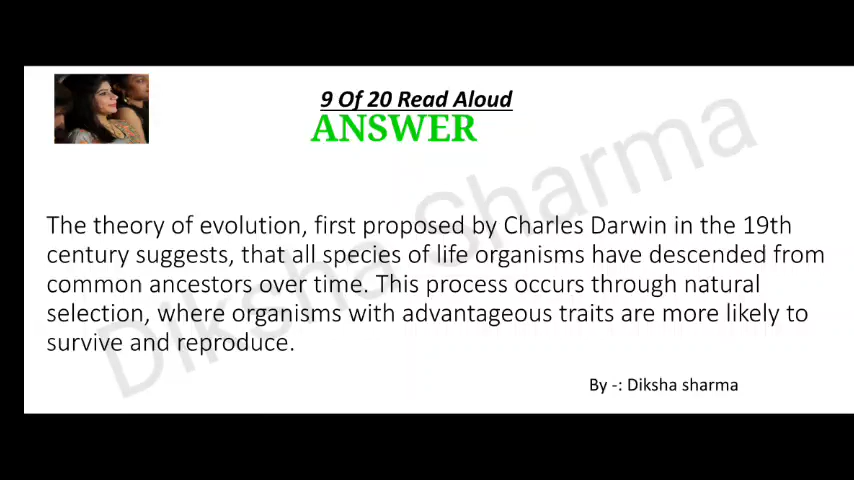 9 Of 20 Read Aloud
ANSWER
Diksha Sharma
The theory of evolution, first proposed by Charles Darwin in the 19th
century suggests, that all species of life organisms have descended from
common ancestors over time. This process occurs through natural
selection, where organisms with advantageous traits are more likely to
survive and reproduce.
By -: Diksha sharma